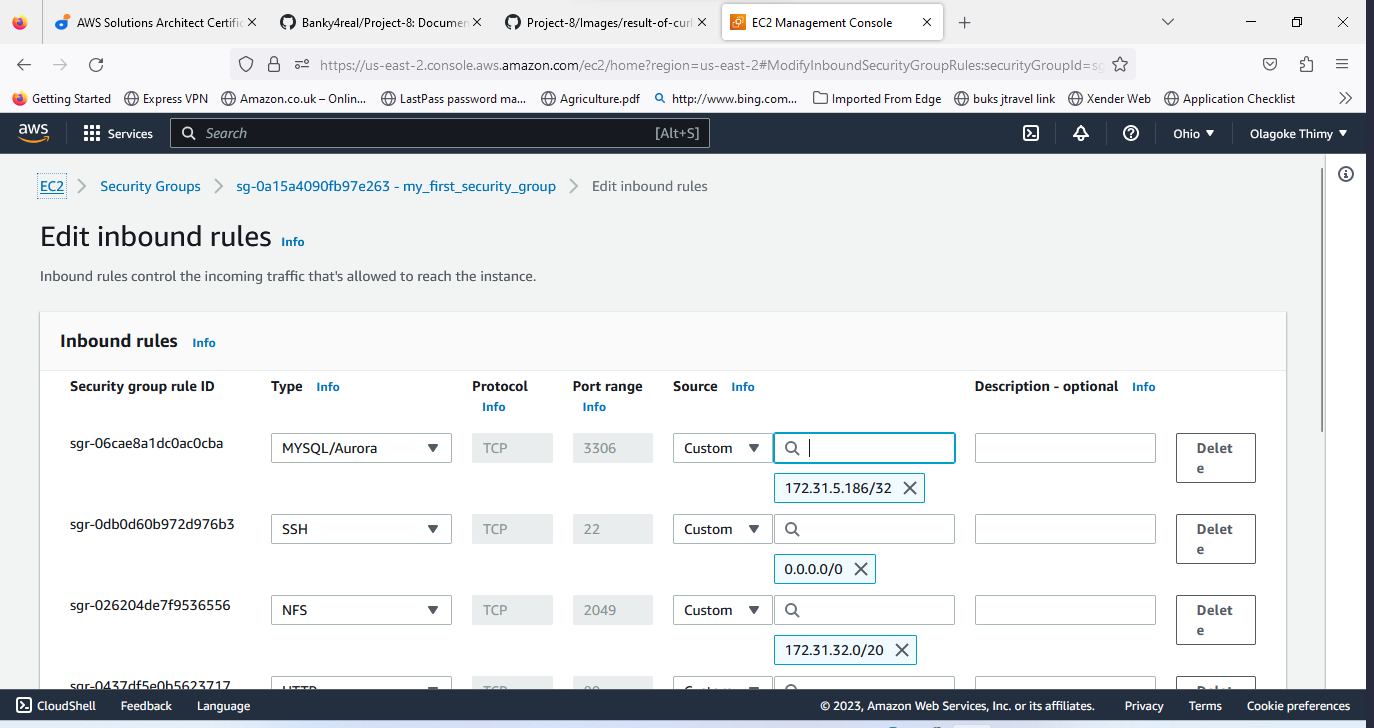 AWS Solutions Architect Certific
Banky4real/Project-8: Documen
Project-8/Images/result-of-curl
EC2 Management Console
https://us-east-2.console.aws.amazon.com/ec2/home?region=us-east-2#ModifyInboundSecurityGroupRules:securityGroupId=sg
Getting Started Express VPN Amazon.co.uk – Onlin... LastPass password ma... Agriculture.pdf http://www.bing.com... Imported From Edge buks jtravel link Xender Web Application Checklist
aws Services Search [Alt+S] Ohio Olagoke Thimy
EC2 Security Groups sg-0a15a4090fb97e263 - my_first_security_group Edit inbound rules
Edit inbound rules Info
Inbound rules control the incoming traffic that's allowed to reach the instance.
Inbound rules Info
Security group rule ID Type Info Protocol Port range Source Info Description - optional Info
Info Info
sgr-06cae8a1dc0ac0cba MYSQL/Aurora TCP 3306 Custom Delet
e
172.31.5.186/32
sgr-0db0d60b972d976b3 SSH TCP 22 Custom Delet
e
0.0.0.0/0
sgr-026204de7f9536556 NFS TCP 2049 Custom Delet
e
172.31.32.0/20
sgr-0437df5e0b5623717 HTTP TCP 80 Custom Delet
CloudShell Feedback Language © 2023, Amazon Web Services, Inc. or its affiliates. Privacy Terms Cookie preferences